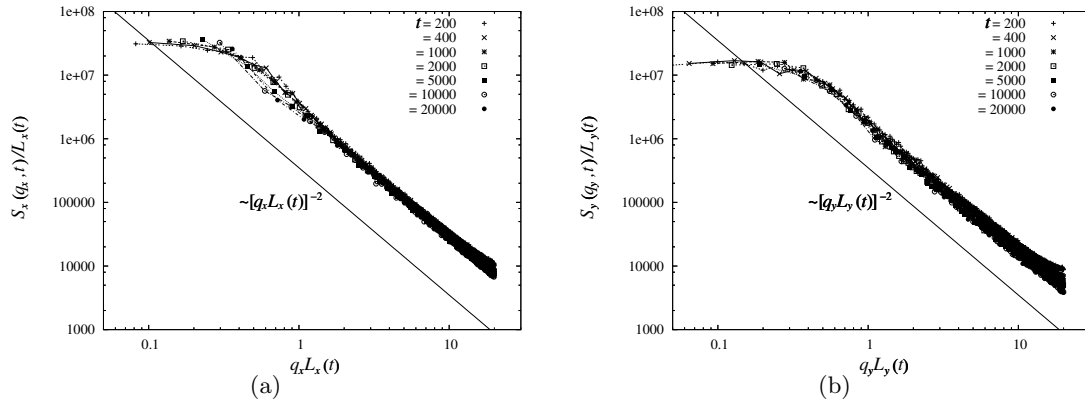 1e+08
1e+07
1e+06
100000
10000
1000
0.1
1
10
S_x(q_x, t)/L_x(t)
q_xL_x(t)
t = 200
= 400
= 1000
= 2000
= 5000
= 10000
= 20000
~[q_xL_x(t)]^{-2}
(a)
1e+08
1e+07
1e+06
100000
10000
1000
0.1
1
10
S_y(q_y, t)/L_y(t)
q_yL_y(t)
t = 200
= 400
= 1000
= 2000
= 5000
= 10000
= 20000
~[q_yL_y(t)]^{-2}
(b)